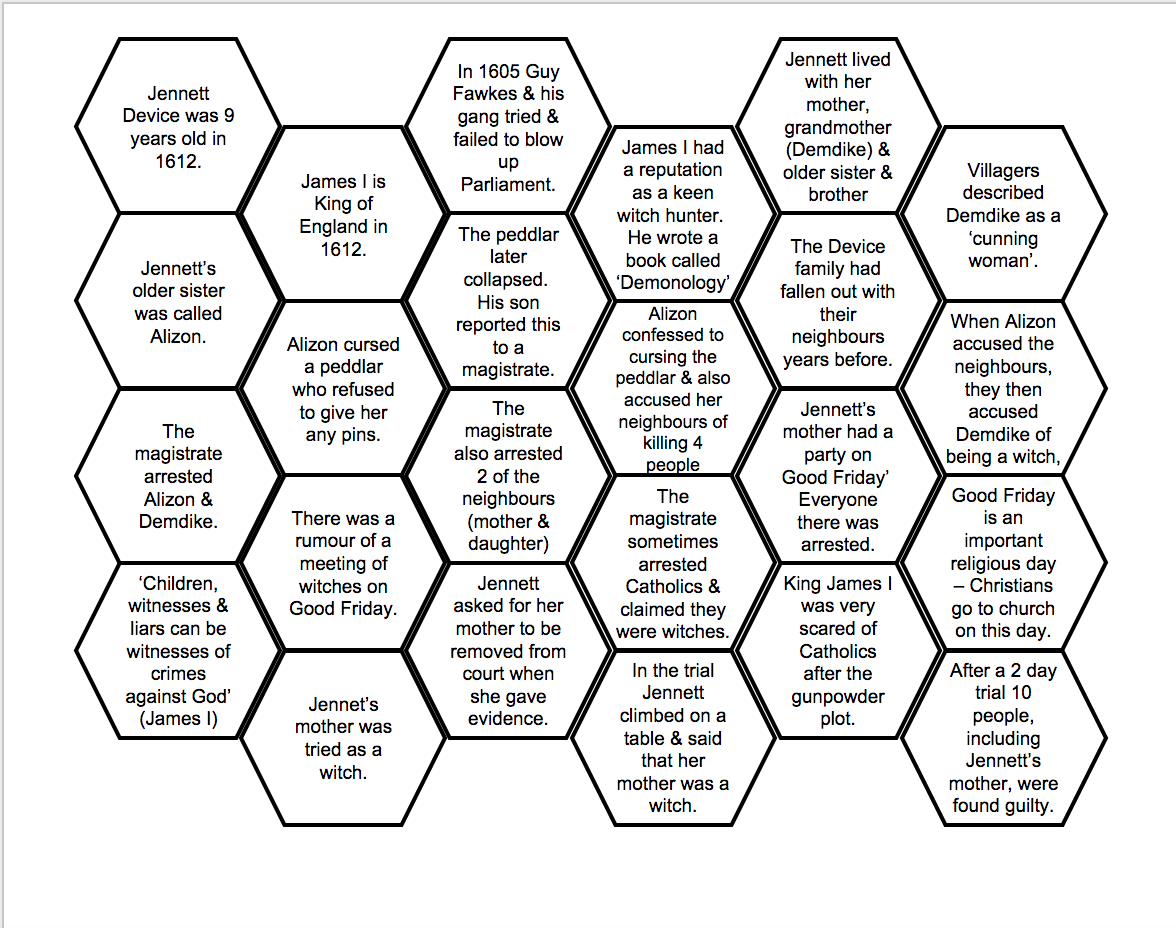 Jennett
Device was 9
years old in
1612.
Jennett’s
older sister
was called
Alizon.
The
magistrate
arrested
Alizon &
Demdike.
‘Children,
witnesses &
liars can be
witnesses of
crimes
against God’
(James I)
James I is
King of
England in
1612.
Alizon cursed
a peddlar
who refused
to give her
any pins.
There was a
rumour of a
meeting of
witches on
Good Friday.
Jennet’s
mother was
tried as a
witch.
In 1605 Guy
Fawkes & his
gang tried &
failed to blow
up
Parliament.
The peddlar
later
collapsed.
His son
reported this
to a
magistrate.
The
magistrate
also arrested
2 of the
neighbours
(mother &
daughter)
Jennett
asked for her
mother to be
removed from
court when
she gave
evidence.
James I had
a reputation
as a keen
witch hunter.
He wrote a
book called
‘Demonology’
Alizon
confessed to
cursing the
peddlar & also
accused her
neighbours of
killing 4
people
The
magistrate
sometimes
arrested
Catholics &
claimed they
were witches.
In the trial
Jennett
climbed on a
table & said
that her
mother was a
witch.
Jennett lived
with her
mother,
grandmother
(Demdike) &
older sister &
brother
The Device
family had
fallen out with
their
neighbours
years before.
Jennett’s
mother had a
party on
Good Friday’
Everyone
there was
arrested.
King James I
was very
scared of
Catholics
after the
gunpowder
plot.
Villagers
described
Demdike as a
‘cunning
woman’.
When Alizon
accused the
neighbours,
they then
accused
Demdike of
being a witch,
Good Friday
is an
important
religious day
– Christians
go to church
on this day.
After a 2 day
trial 10
people,
including
Jennett’s
mother, were
found guilty.